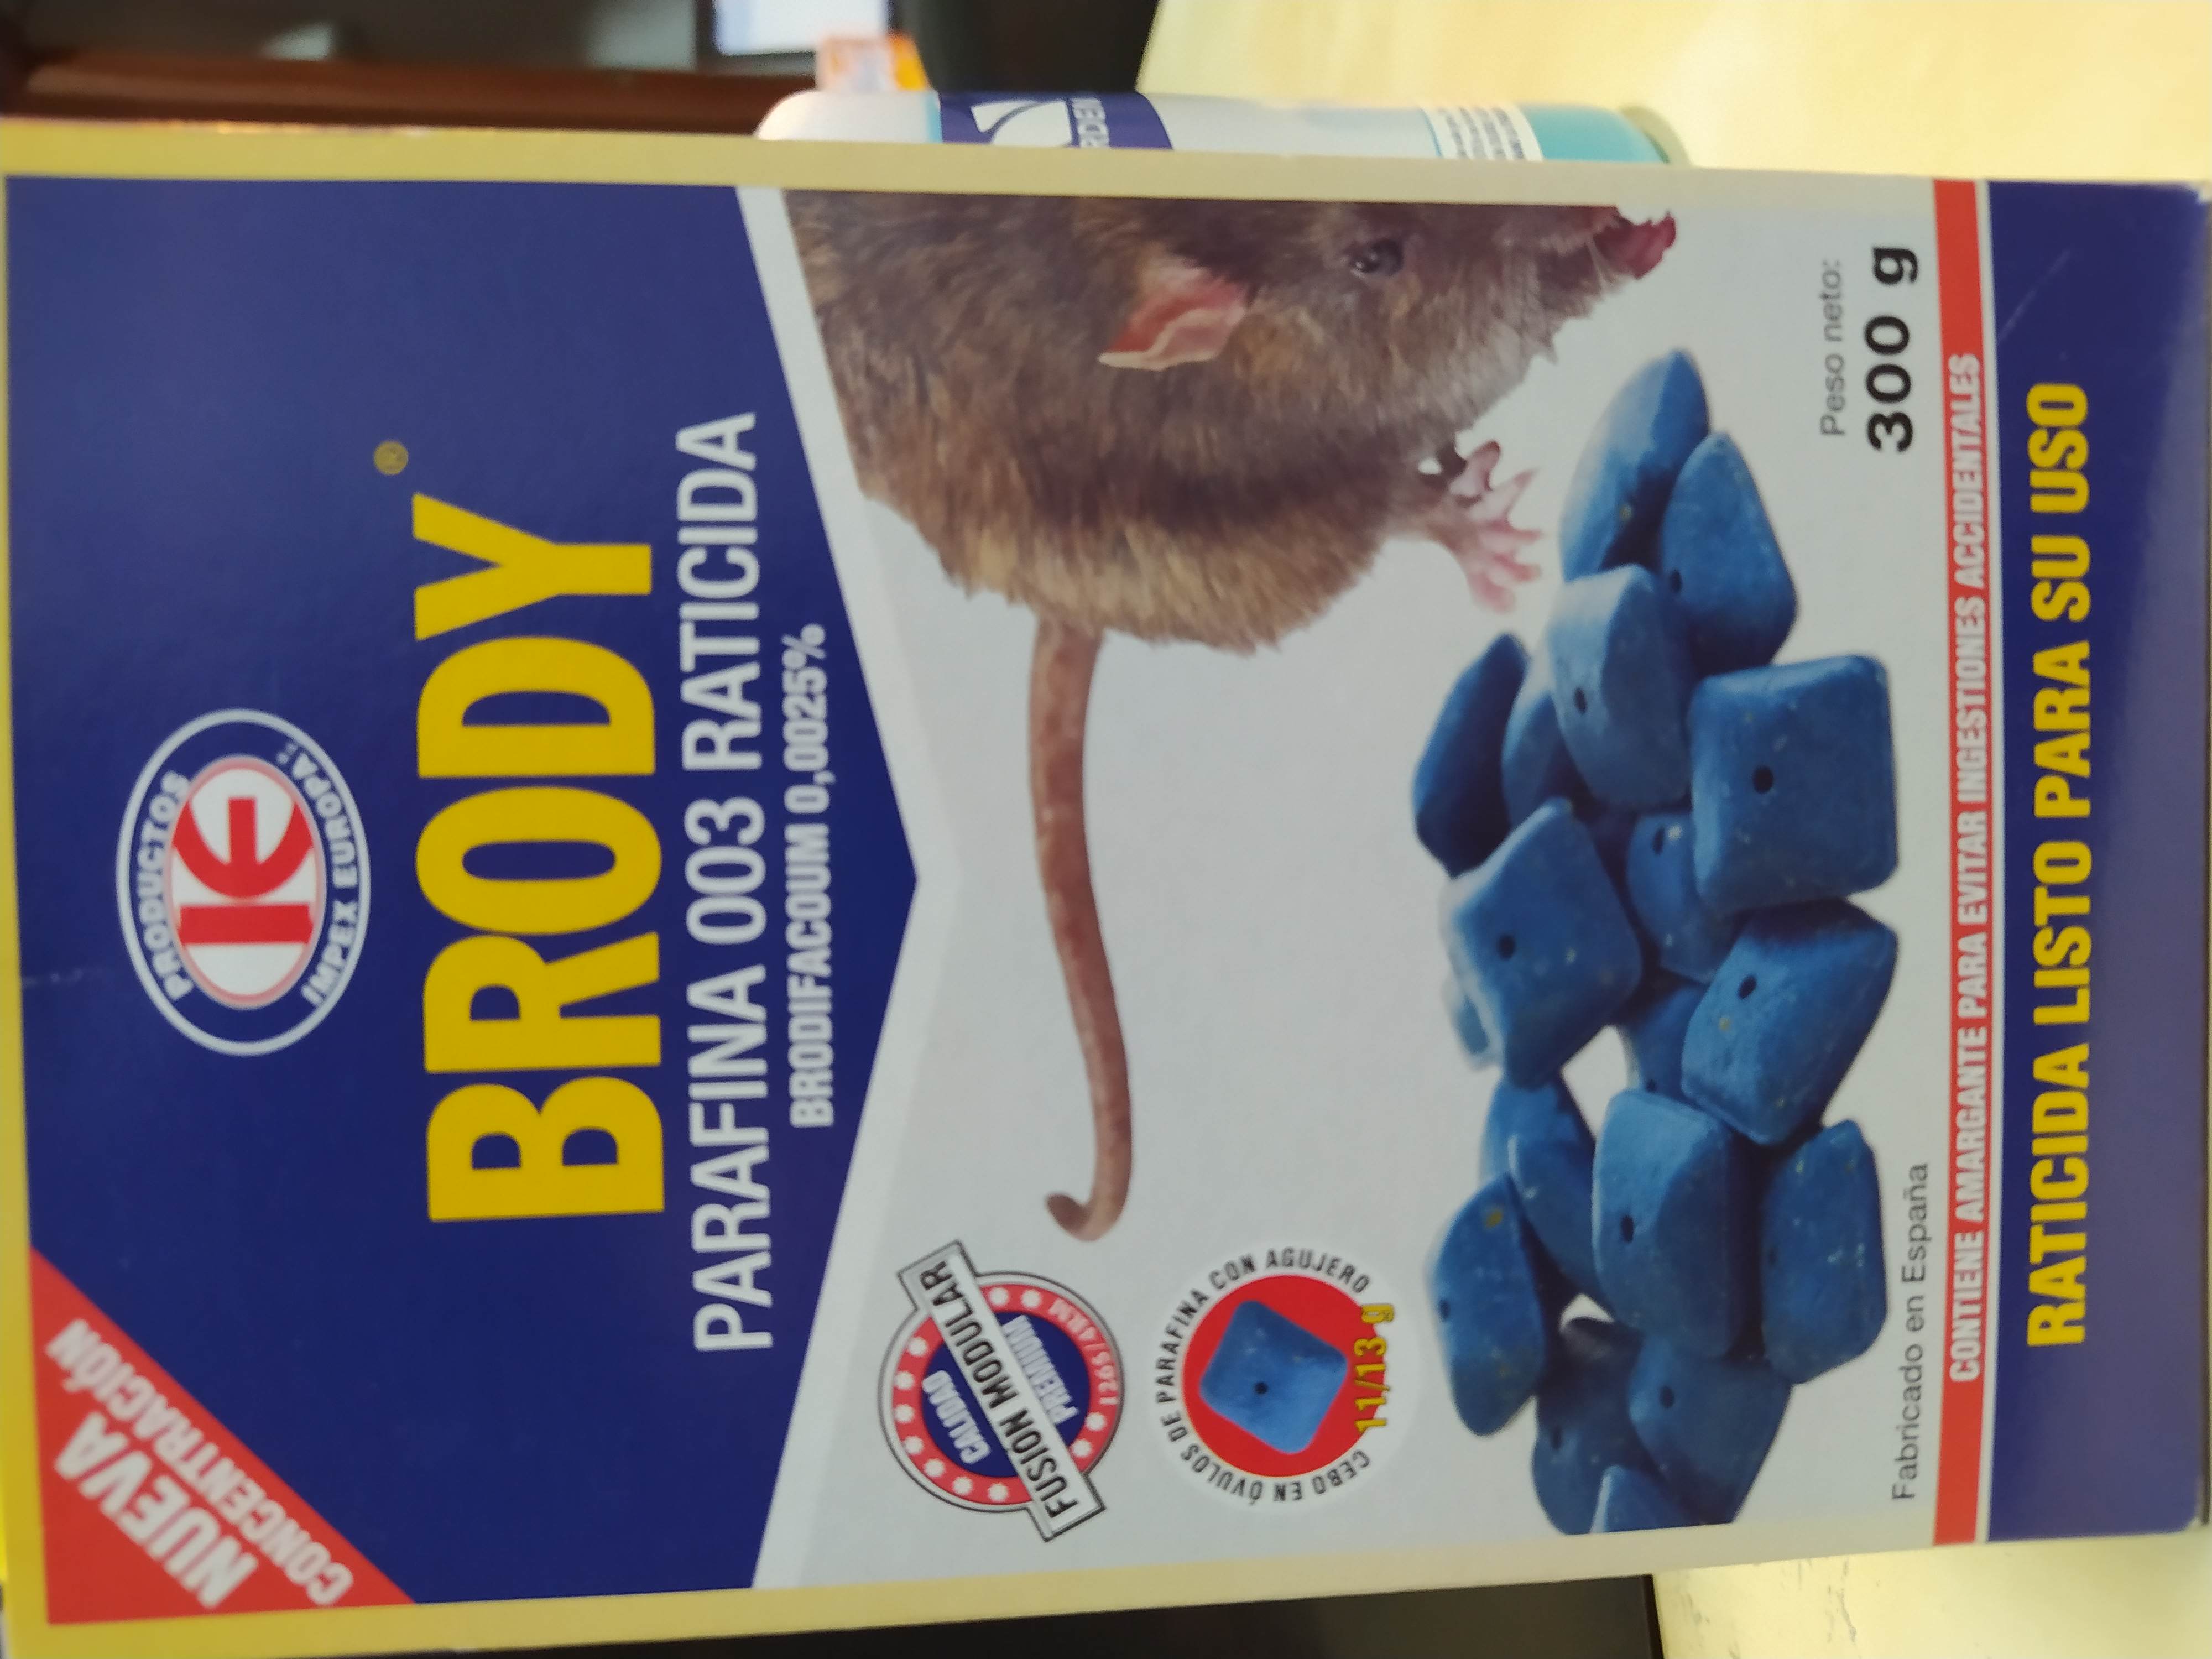 NUEVA
CONCENTRACIÓN
PRODUCTOS
IE
IMPEX EUROPA
BRODY®
PARAFINA 003 RATICIDA
BRODIFACOUM 0,0025%
CALIDAD
FUSIÓN MODULAR
PREMIUM
CEBO EN ÓVULOS DE PARAFINA CON AGUJERO
11/13 g
Peso neto:
300 g
Fabricado en España
CONTIENE AMARGANTE PARA EVITAR INGESTIONES ACCIDENTALES
RATICIDA LISTO PARA SU USO